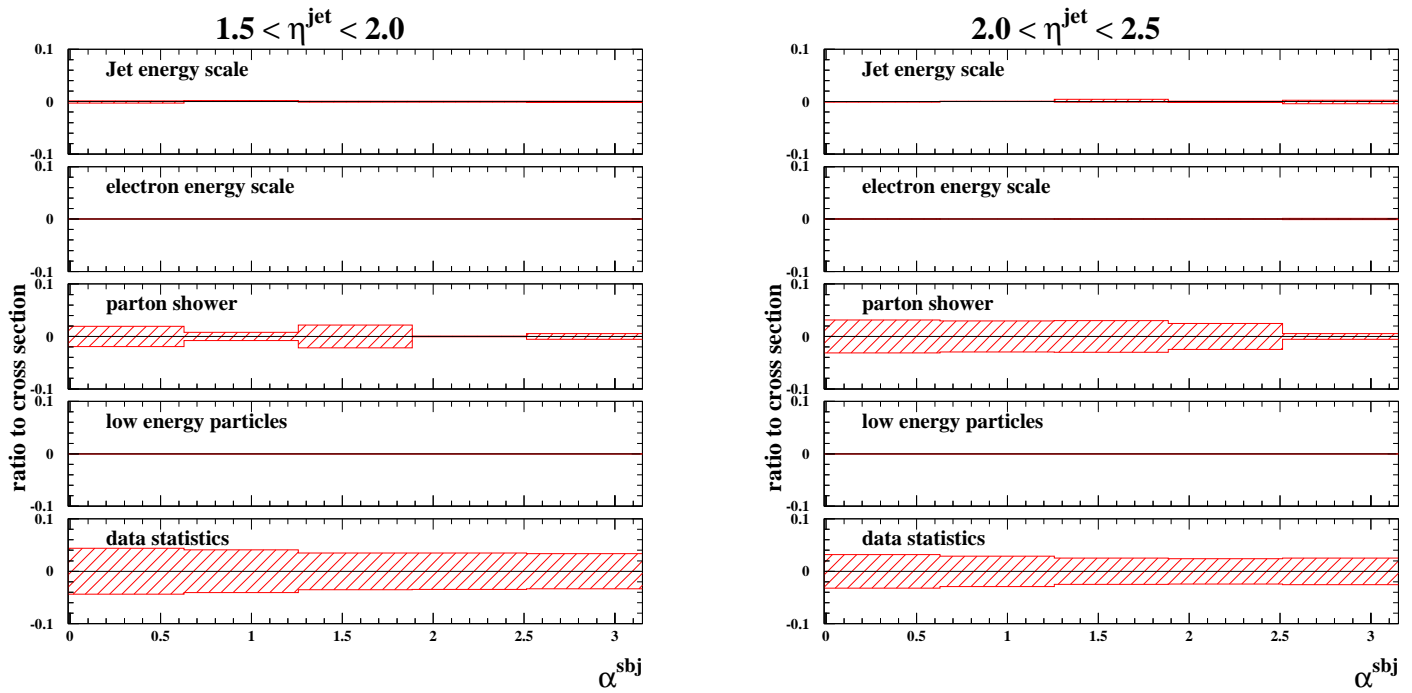 1.5 < η^jet < 2.0
0.1
Jet energy scale
0
-0.1
0.1
electron energy scale
0
-0.1
0.1
parton shower
0
-0.1
0.1
low energy particles
0
-0.1
0.1
data statistics
0
-0.1
0 0.5 1 1.5 2 2.5 3
α^sbj
ratio to cross section
2.0 < η^jet < 2.5
0.1
Jet energy scale
0
-0.1
0.1
electron energy scale
0
-0.1
0.1
parton shower
0
-0.1
0.1
low energy particles
0
-0.1
0.1
data statistics
0
-0.1
0 0.5 1 1.5 2 2.5 3
α^sbj
ratio to cross section